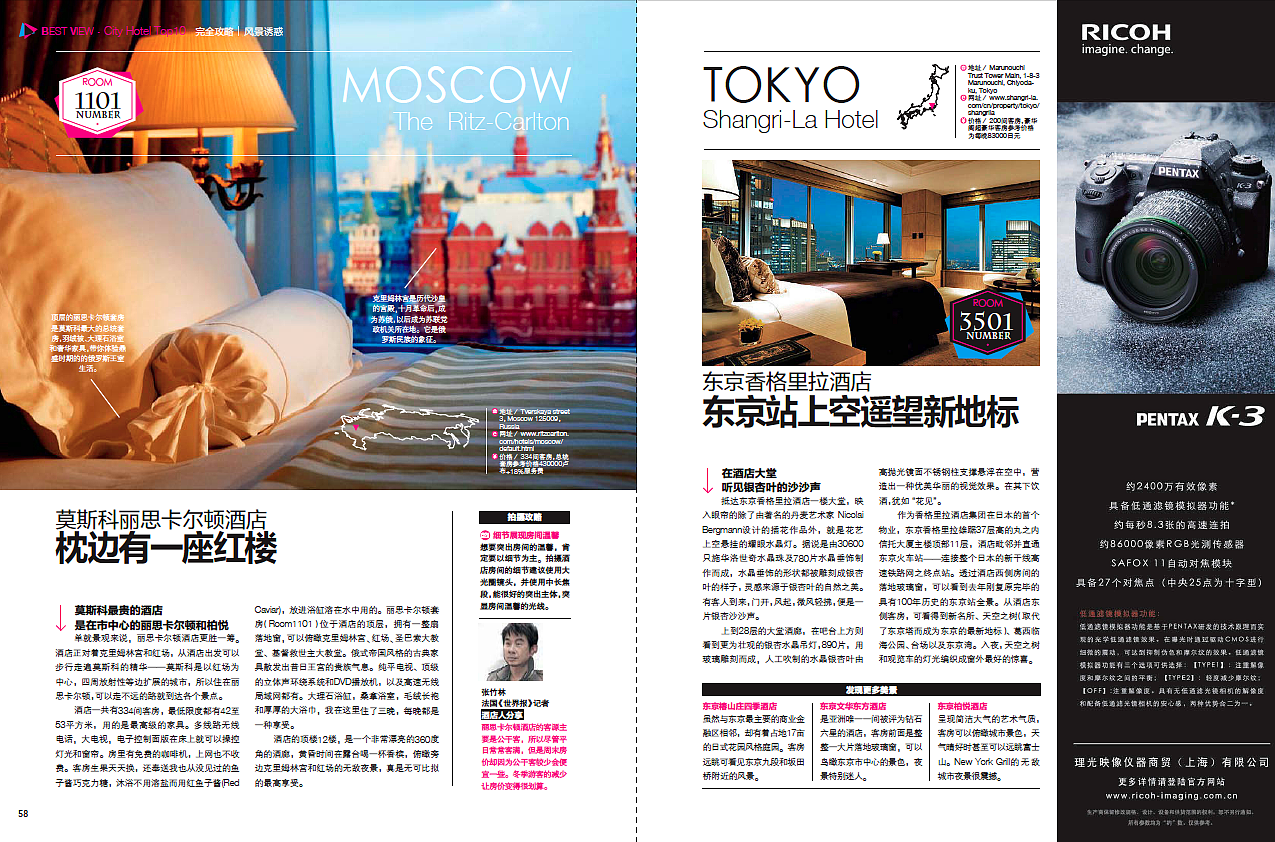 BEST VIEW - City Hotel Top10 完全攻略 | 风景诱惑
ROOM
1101
NUMBER
MOSCOW
The Ritz-Carlton
克里姆林宫是历代沙皇
的宫殿,十月革命后,成
为苏俄,以后成为苏联党
政机关所在地。它是俄
罗斯民族的象征。
顶层的丽思卡尔顿套房
是莫斯科最大的总统套
房,羽绒被、大理石浴室
和奢华家具,带你体验鼎
盛时期的的俄罗斯王室
生活。
地址 / Tverskaya street
3, Moscow 125009,
Russia
网址 / www.ritzcarlton.
com/hotels/moscow/
default.html
价格 / 334间客房,总统
套房参考价格430000卢
布+18%服务费
莫斯科丽思卡尔顿酒店
枕边有一座红楼
莫斯科最贵的酒店
是在市中心的丽思卡尔顿和柏悦
单就景观来说，丽思卡尔顿酒店更胜一筹。
酒店正对着克里姆林宫和红场。从酒店出发可以
步行走遍莫斯科的精华——莫斯科是以红场为
中心，四周放射性等边扩展的城市，所以住在丽
思卡尔顿,可以走不远的路就到达各个景点。
酒店一共有334间客房，最低限度都有42至
53平方米，用的是最高级的家具。多线路无线
电话，大电视，电子控制面版在床上就可以操控
灯光和窗帘。房里有免费的咖啡机，上网也不收
费。客房坐果天天换，还奉送我也从没见过的鱼
子酱巧克力糖，沐浴不用溶盐而用红鱼子酱(Red
Caviar)，放进浴缸溶在水中用的。丽思卡尔顿套
房(Room1101)位于酒店的顶层，拥有一整扇
落地窗,可以俯瞰克里姆林宫、红场、圣巴索大教
堂、基督救世主大教堂。俄式帝国风格的古典家
具散发出昔日王宫的贵族气息。纯平电视、顶级
的立体声环绕系统和DVD播放机，以及高速无线
局域网都有。大理石浴缸，桑拿浴室，毛绒长袍
和厚厚的大浴巾，我在这里住了三晚，每晚都是
一种享受。
酒店的顶楼12楼，是一个非常漂亮的360度
角的酒廊，黄昏时间在露台喝一杯香槟，俯瞰旁
边克里姆林宫和红场的无敌夜景，真是无可比拟
的最高享受。
拍摄攻略
细节展现房间温馨
想要突出房间的温馨，肯
定要以细节为主。拍摄酒
店房间的细节建议使用大
光圈镜头，并使用中长焦
段,能很好的突出主体,突
显房间温馨的光线。
张竹林
法国《世界报》记者
酒店人分享
丽思卡尔顿酒店的客源主
要是公干客，所以尽管平
日常常客满，但是周末房
价却因为公干客较少会便
宜一些。冬季游客的减少
让房价变得很划算。
58
TOKYO
Shangri-La Hotel
地址 / Marunouchi
Trust Tower Main, 1-8-3
Marunouchi, Chiyoda-
ku, Tokyo
网址 / www.shangri-la.
com/cn/property/tokyo/
shangrila
价格 / 200间客房,豪华
阁超豪华客房参考价格
为每晚83000日元
ROOM
3501
NUMBER
东京香格里拉酒店
东京站上空遥望新地标
在酒店大堂
听见银杏叶的沙沙声
抵达东京香格里拉酒店一楼大堂，映
入眼帘的除了由著名的丹麦艺术家 Nicolai
Bergmann设计的插花作品外，就是花艺
上空悬挂的耀眼水晶灯。据说是由30600
只施华洛世奇水晶珠及780片水晶垂饰制
作而成，水晶垂饰的形状都被雕刻成银杏
叶的样子，灵感来源于银杏叶的自然之美。
有客人到来，门开，风起，微风轻拂，便是一
片银杏沙沙声。
上到28层的大堂酒廊，在吧台上方则
看到更为壮观的银杏水晶吊灯，890片，用
玻璃雕刻而成，人工吹制的水晶银杏叶由
高抛光镜面不锈钢柱支撑悬浮在空中，营
造出一种优美华丽的视觉效果。在其下饮
酒，犹如“花见”。
作为香格里拉酒店集团在日本的首个
物业，东京香格里拉雄踞37层高的丸之内
信托大厦主楼顶部11层，酒店毗邻并直通
东京火车站——连接整个日本的新干线高
速铁路网之终点站。透过酒店西侧房间的
落地玻璃窗，可以看到去年刚复原完毕的
具有100年历史的东京站全景。从酒店东
侧客房，可看得到新名所、天空之树(取代
了东京塔而成为东京的最新地标)、葛西临
海公园、台场以及东京湾。入夜，天空之树
和观览车的灯光编织成窗外最好的惊喜。
发现更多美景
东京椿山庄四季酒店
虽然与东京最主要的商业金
融区相邻，却有着占地17亩
的日式花园风格庭园。客房
远眺可看见东京九段和坂田
桥附近的风景。
东京文华东方酒店
是亚洲唯一一间被评为钻石
六星的酒店，客房前面是整
整一大片落地玻璃窗，可以
鸟瞰东京市中心的景色，夜
景特别迷人。
东京柏悦酒店
呈现简洁大气的艺术气质，
客房可以俯瞰城市景色，天
气晴好时甚至可以远眺富士
山。New York Grill的无敌
城市夜景很震撼。
RICOH
imagine. change.
PENTAX
K-3
PENTAX K-3
约2400万有效像素
具备低通滤镜模拟器功能*
约每秒8.3张的高速连拍
约86000像素RGB光测传感器
SAFOX 11自动对焦模块
具备27个对焦点（中央25点为十字型）
低通滤镜模拟器功能：
低通滤镜模拟器功能是基于PENTAX研发的技术原理而实
现的光学低通滤镜效果。在曝光时通过驱动CMOS进行
细微的震动，可达到抑制伪色和摩尔纹的效果。低通滤
镜模拟器功能有三个选项可供选择：【TYPE1】：注重解像
度和摩尔纹之间的平衡；【TYPE2】：轻度减少摩尔纹；
【OFF】：注重解像度。具有无低通滤光镜相机的解像度
和配备低通滤光镜相机的安心感，两种优势合二为一。
理光映像仪器商贸（上海）有限公司
更多详情请登陆官方网站
www.ricoh-imaging.com.cn
生产商保留修改规格、设计、设备和供货范围的权利，恕不另行通知。
所有参数均为“约”数，仅供参考。